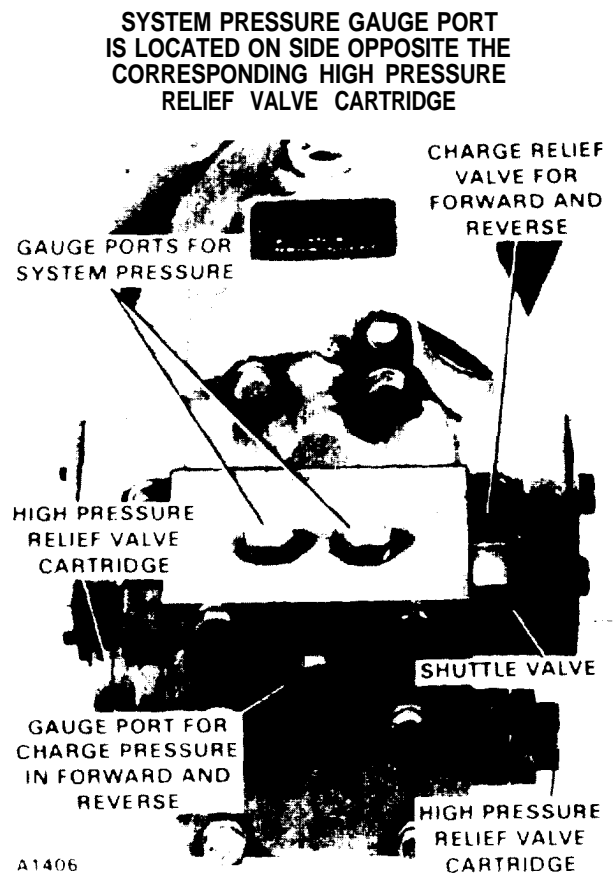 SYSTEM PRESSURE GAUGE PORT
IS LOCATED ON SIDE OPPOSITE THE
CORRESPONDING HIGH PRESSURE
RELIEF VALVE CARTRIDGE
CHARGE RELIEF
VALVE FOR
FORWARD AND
REVERSE
GAUGE PORTS FOR
SYSTEM PRESSURE
HIGH PRESSURE
RELIEF VALVE
CARTRIDGE
SHUTTLE VALVE
GAUGE PORT FOR
CHARGE PRESSURE
IN FORWARD AND
REVERSE
HIGH PRESSURE
RELIEF VALVE
CARTRIDGE
A1406